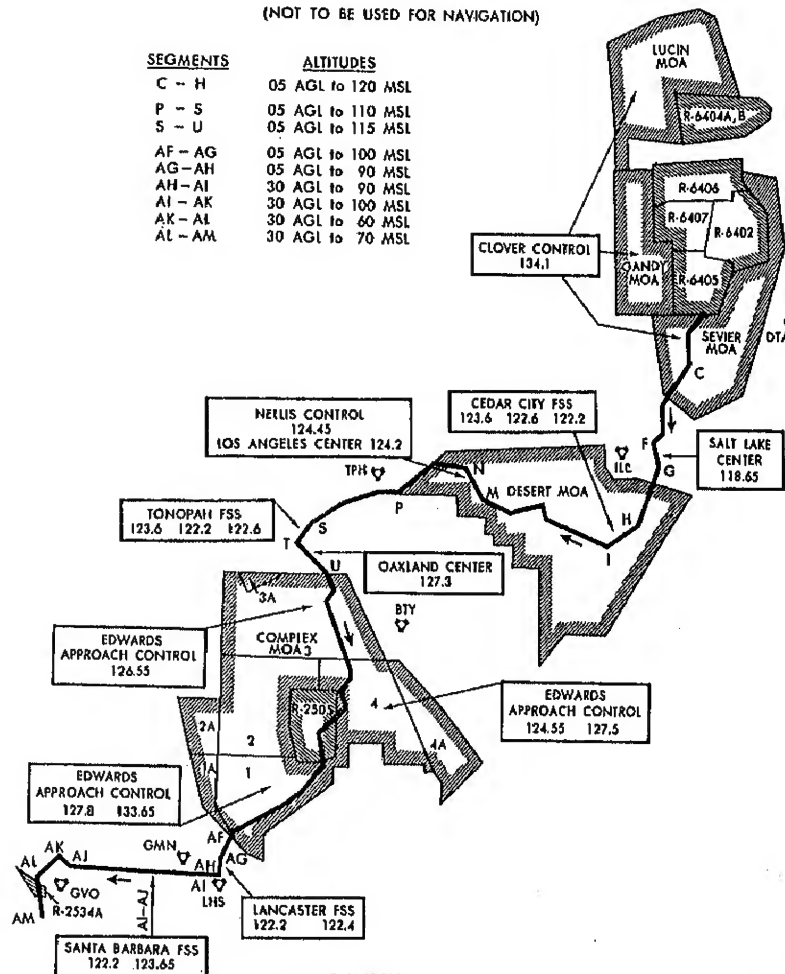 (NOT TO BE USED FOR NAVIGATION)
SEGMENTS ALTITUDES
C - H 05 AGL to 120 MSL
P - S 05 AGL to 110 MSL
S - U 05 AGL to 115 MSL
AF - AG 05 AGL to 100 MSL
AG-AH 05 AGL to 90 MSL
AH-AI 30 AGL to 90 MSL
AI - AK 30 AGL to 100 MSL
AK - AL 30 AGL to 60 MSL
AL - AM 30 AGL to 70 MSL
LUCIN
MOA
R-6404A, B
R-6406
R-6407
R-6402
CLOVER CONTROL
134.1
GANDY
MOA
R-6405
SEVIER
MOA
DTA
C
NELLIS CONTROL
124.45
LOS ANGELES CENTER 124.2
CEDAR CITY FSS
123.6 122.6 122.2
F
G
SALT LAKE
CENTER
118.65
ILC
TPH
N
M
DESERT MOA
P
H
I
TONOPAH FSS
123.6 122.2 122.6
S
T
U
OAKLAND CENTER
127.3
3A
BTY
EDWARDS
APPROACH CONTROL
126.55
COMPLEX
MOA 3
R-2505
4
EDWARDS
APPROACH CONTROL
124.55 127.5
2A
2
4A
1A
1
EDWARDS
APPROACH CONTROL
127.8 133.65
AF
AG
GMN
AK
AJ
AL
AH
AI
LHS
GVO
R-2534A
AM
AI-AJ
LANCASTER FSS
122.2 122.4
SANTA BARBARA FSS
122.2 123.65